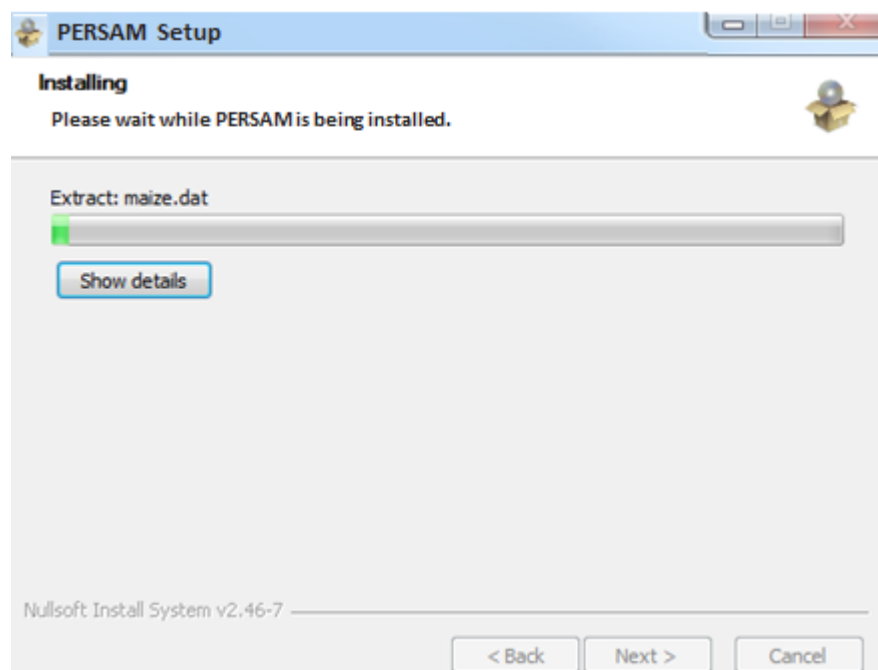 PERSAM Setup
Installing
Please wait while PERSAM is being installed.
Extract: maize.dat
Show details
Nullsoft Install System v2.46-7
< Back Next > Cancel